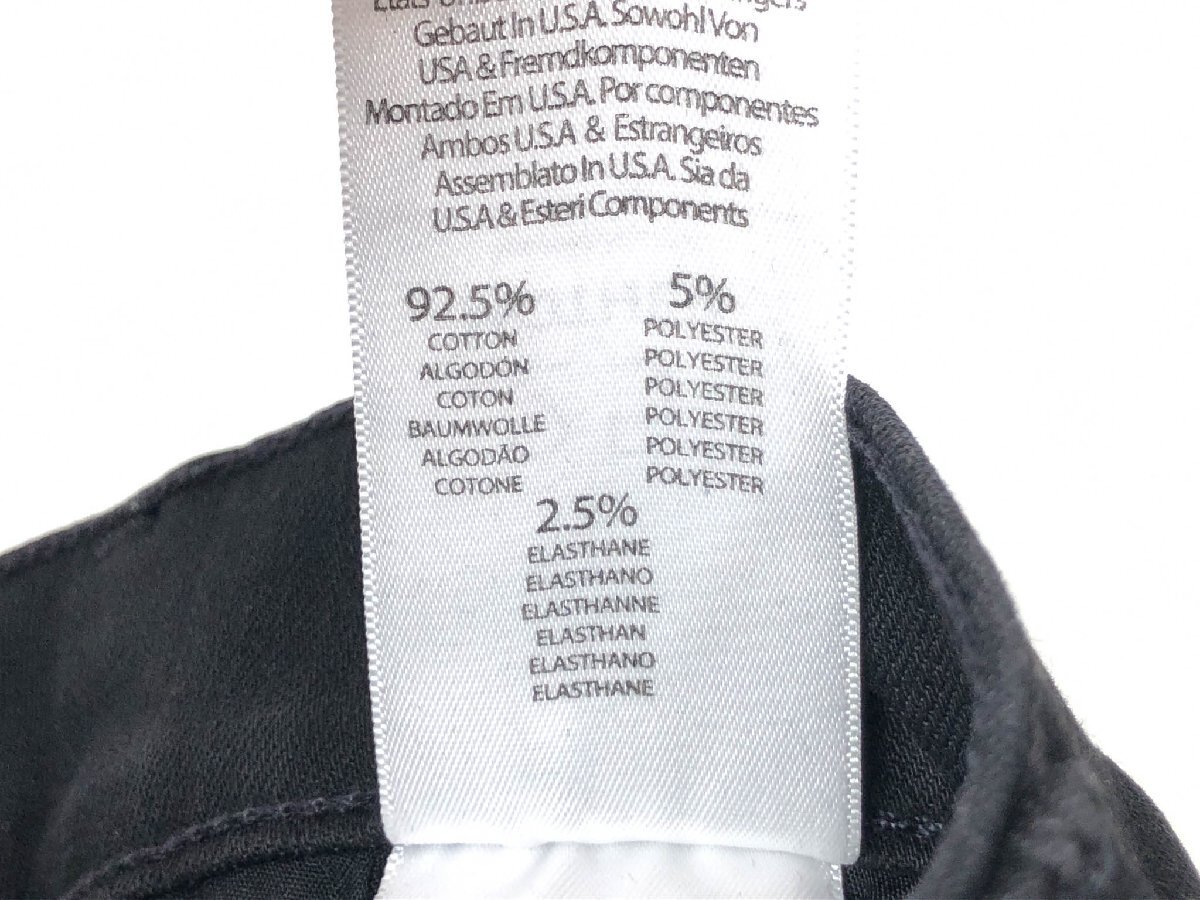 Gebaut In U.S.A. Sowohl Von
USA & Fremdkomponenten
Montado Em U.S.A. Por componentes
Ambos U.S.A & Estrangeiros
Assemblato In U.S.A. Sia da
U.S.A & Esteri Components
92.5%
COTTON
ALGODÓN
COTON
BAUMWOLLE
ALGODÃO
COTONE
5%
POLYESTER
POLYESTER
POLYESTER
POLYESTER
POLYESTER
POLYESTER
2.5%
ELASTHANE
ELASTHANO
ELASTHANNE
ELASTHAN
ELASTHANO
ELASTHANE